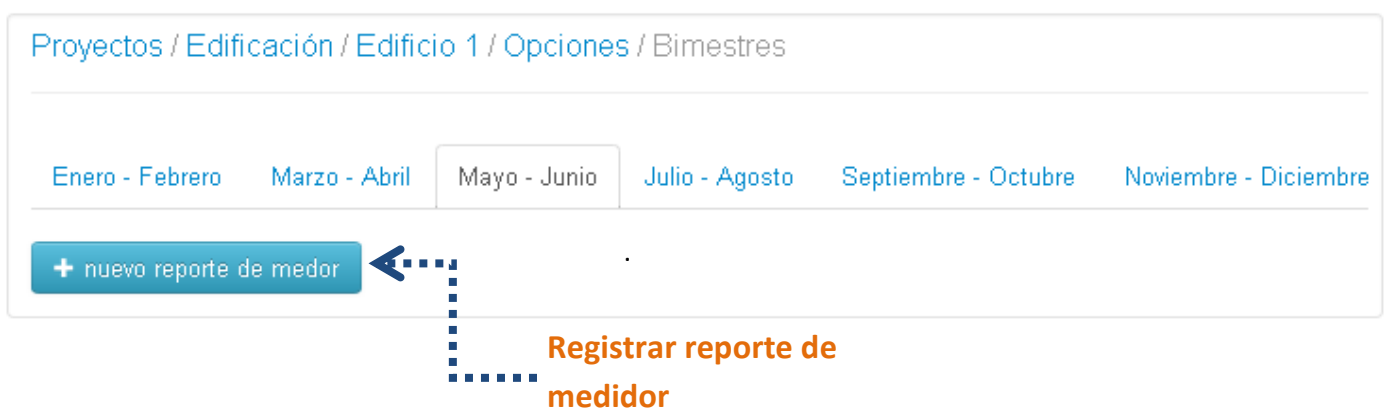 Proyectos / Edificación / Edificio 1 / Opciones / Bimestres
Enero - Febrero Marzo - Abril Mayo - Junio Julio - Agosto Septiembre - Octubre Noviembre - Diciembre
+ nuevo reporte de medor
.
Registrar reporte de
medidor